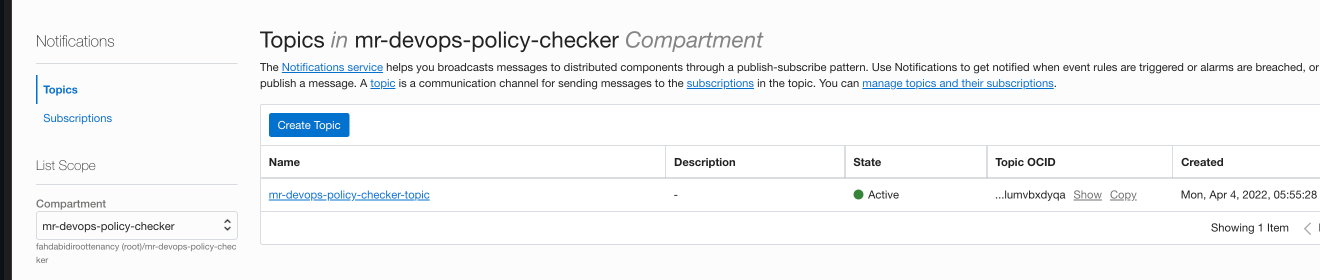 Notifications
Topics
Subscriptions
List Scope
Compartment
mr-devops-policy-checker
fahdabidiroottenancy (root)/mr-devops-policy-chec
ker
Topics in mr-devops-policy-checker Compartment
The Notifications service helps you broadcasts messages to distributed components through a publish-subscribe pattern. Use Notifications to get notified when event rules are triggered or alarms are breached, or
publish a message. A topic is a communication channel for sending messages to the subscriptions in the topic. You can manage topics and their subscriptions.
Create Topic
Name Description State Topic OCID Created
mr-devops-policy-checker-topic - Active ...lumvbxdyqa Show Copy Mon, Apr 4, 2022, 05:55:28
Showing 1 Item